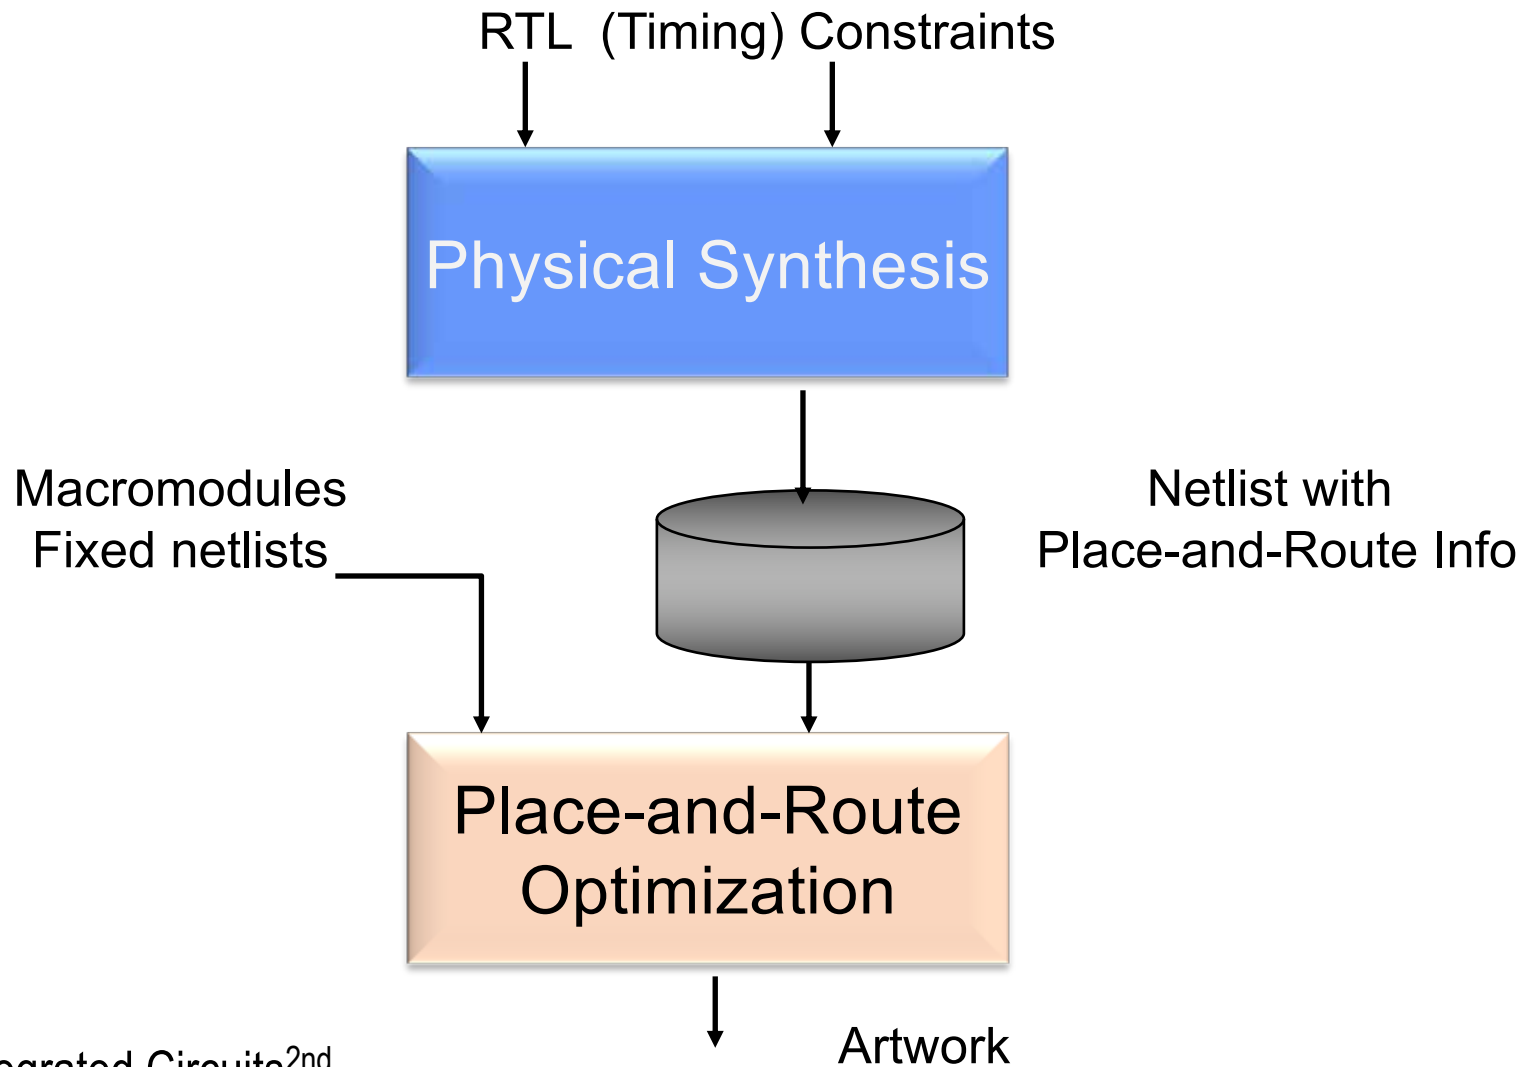 RTL (Timing) Constraints
Physical Synthesis
Macromodules
Fixed netlists
Netlist with
Place-and-Route Info
Place-and-Route
Optimization
Artwork
Circuits2nd